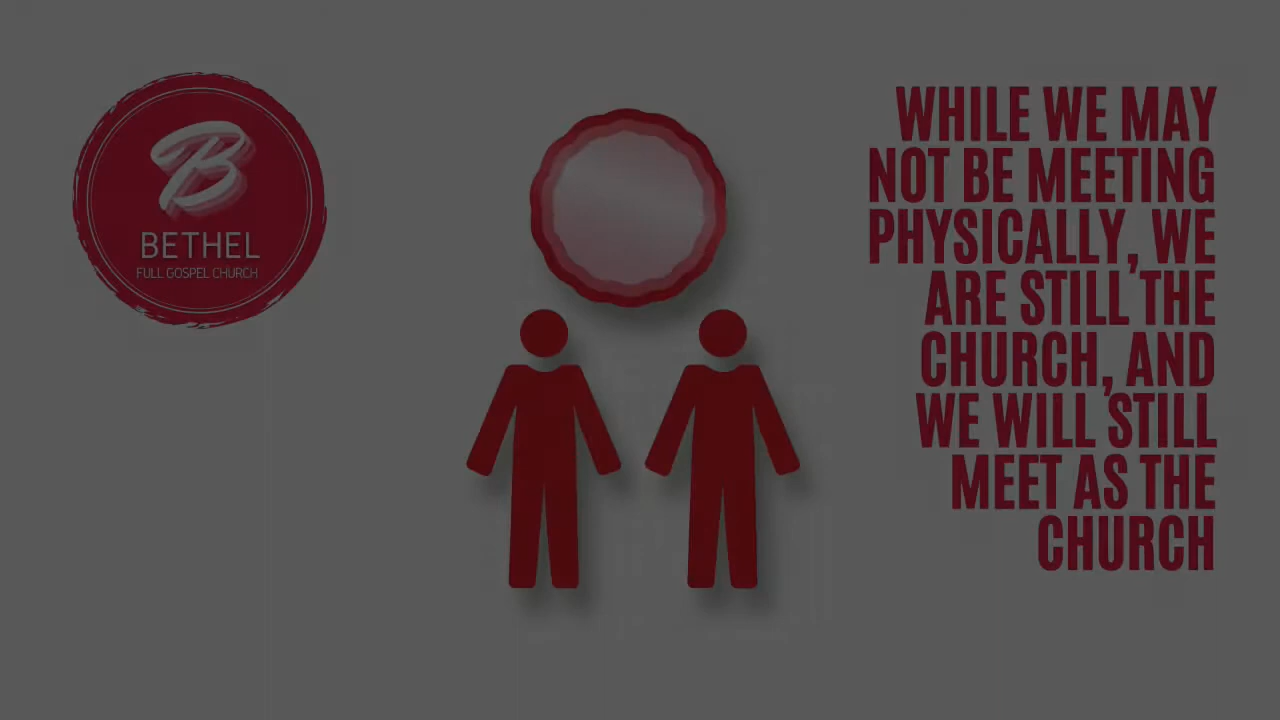 B
BETHEL
FULL GOSPEL CHURCH
WHILE WE MAY
NOT BE MEETING
PHYSICALLY, WE
ARE STILL THE
CHURCH, AND
WE WILL STILL
MEET AS THE
CHURCH